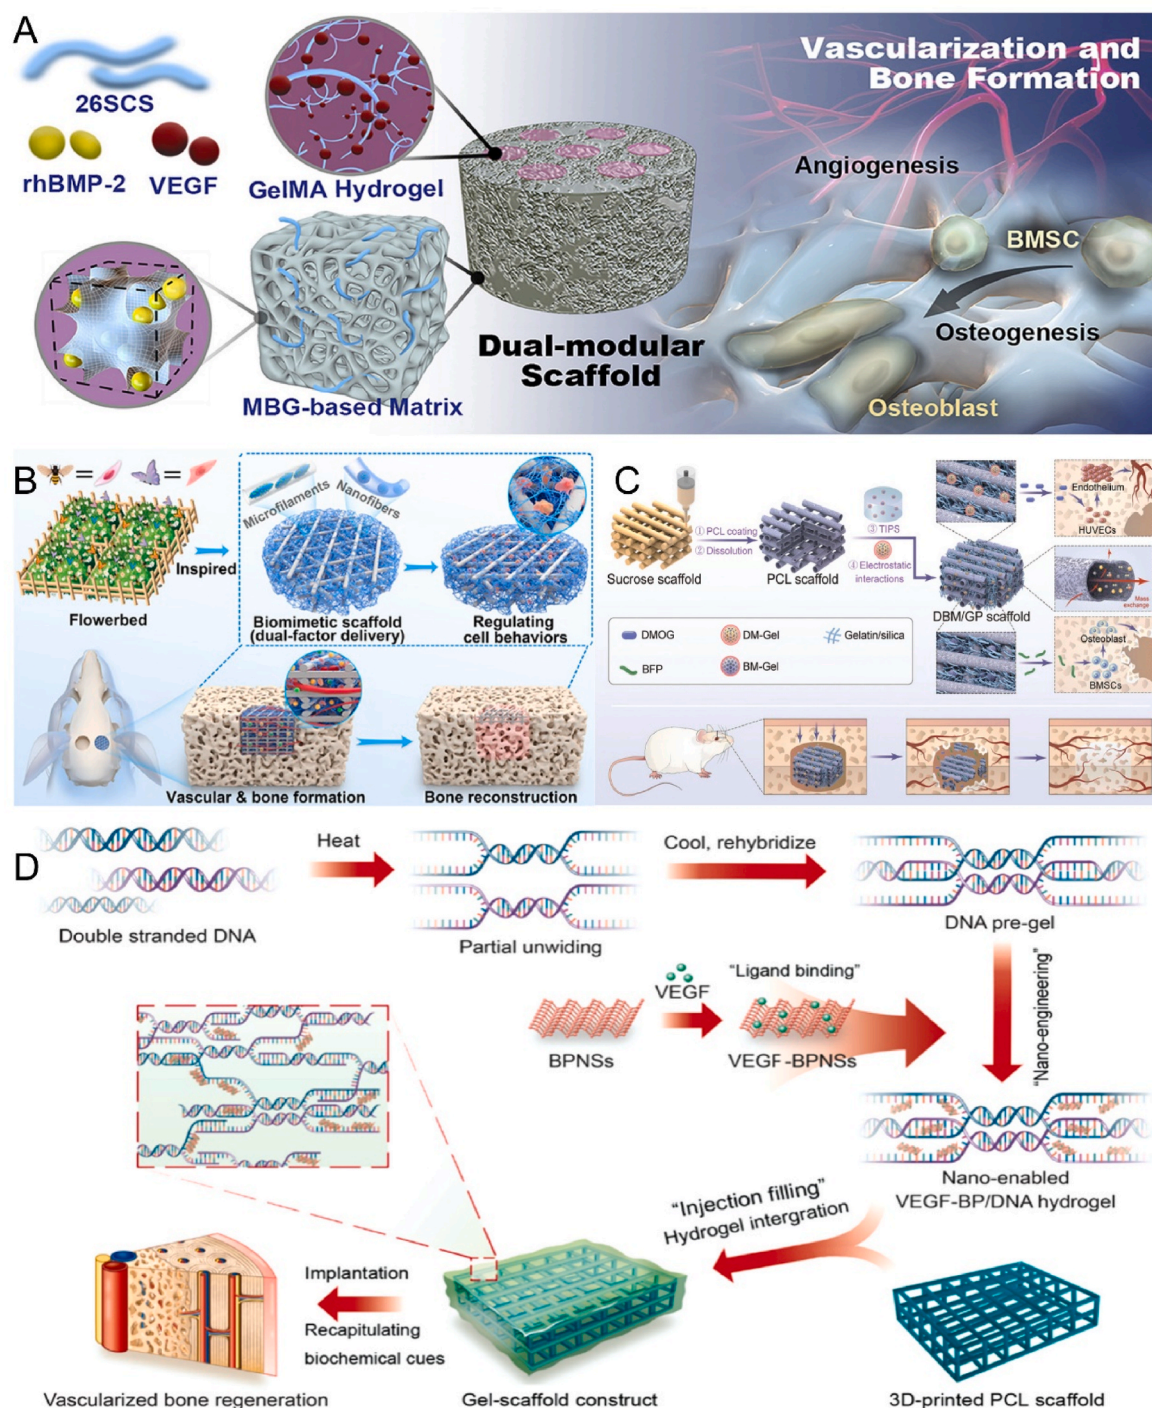 A
26SCS
rhBMP-2
VEGF
GelMA Hydrogel
MBG-based Matrix
Dual-modular
Scaffold
Vascularization and
Bone Formation
Angiogenesis
BMSC
Osteogenesis
Osteoblast
B
=
=
Flowerbed
Inspired
Microfilaments
Nanofibers
Biomimetic scaffold
(dual-factor delivery)
Regulating
cell behaviors
Vascular & bone formation
Bone reconstruction
C
Sucrose scaffold
① PCL coating
② Dissolution
PCL scaffold
③ TIPS
④ Electrostatic
interactions
DBM/GP scaffold
Endothelium
HUVECs
Mass
exchange
Osteoblast
BMSCs
DMOG
DM-Gel
Gelatin/silica
BFP
BM-Gel
D
Double stranded DNA
Heat
Partial unwiding
Cool, rehybridize
DNA pre-gel
"Nano-engineering"
BPNSs
VEGF
"Ligand binding"
VEGF-BPNSs
Nano-enabled
VEGF-BP/DNA hydrogel
"Injection filling"
Hydrogel intergration
3D-printed PCL scaffold
Gel-scaffold construct
Implantation
Recapitulating
biochemical cues
Vascularized bone regeneration